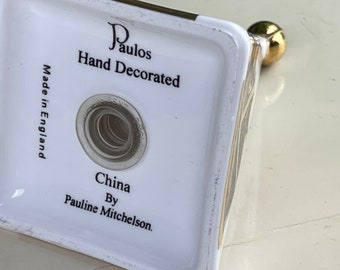 Paulos
Hand Decorated
Made in England
China
By
Pauline Mitchelson.